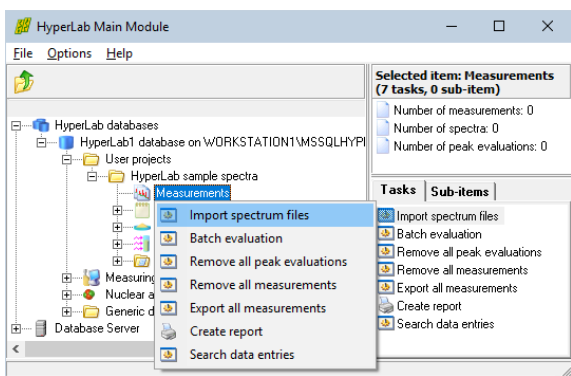 HyperLab Main Module
File Options Help
Selected item: Measurements
(7 tasks, 0 sub-item)
Number of measurements: 0
Number of spectra: 0
Number of peak evaluations: 0
HyperLab databases
HyperLab1 database on WORKSTATION1\MSSQLHYP
User projects
HyperLab sample spectra
Measurements
Measuring
Nuclear a
Generic d
Database Server
Import spectrum files
Batch evaluation
Remove all peak evaluations
Remove all measurements
Export all measurements
Create report
Search data entries
Tasks Sub-items
Import spectrum files
Batch evaluation
Remove all peak evaluations
Remove all measurements
Export all measurements
Create report
Search data entries